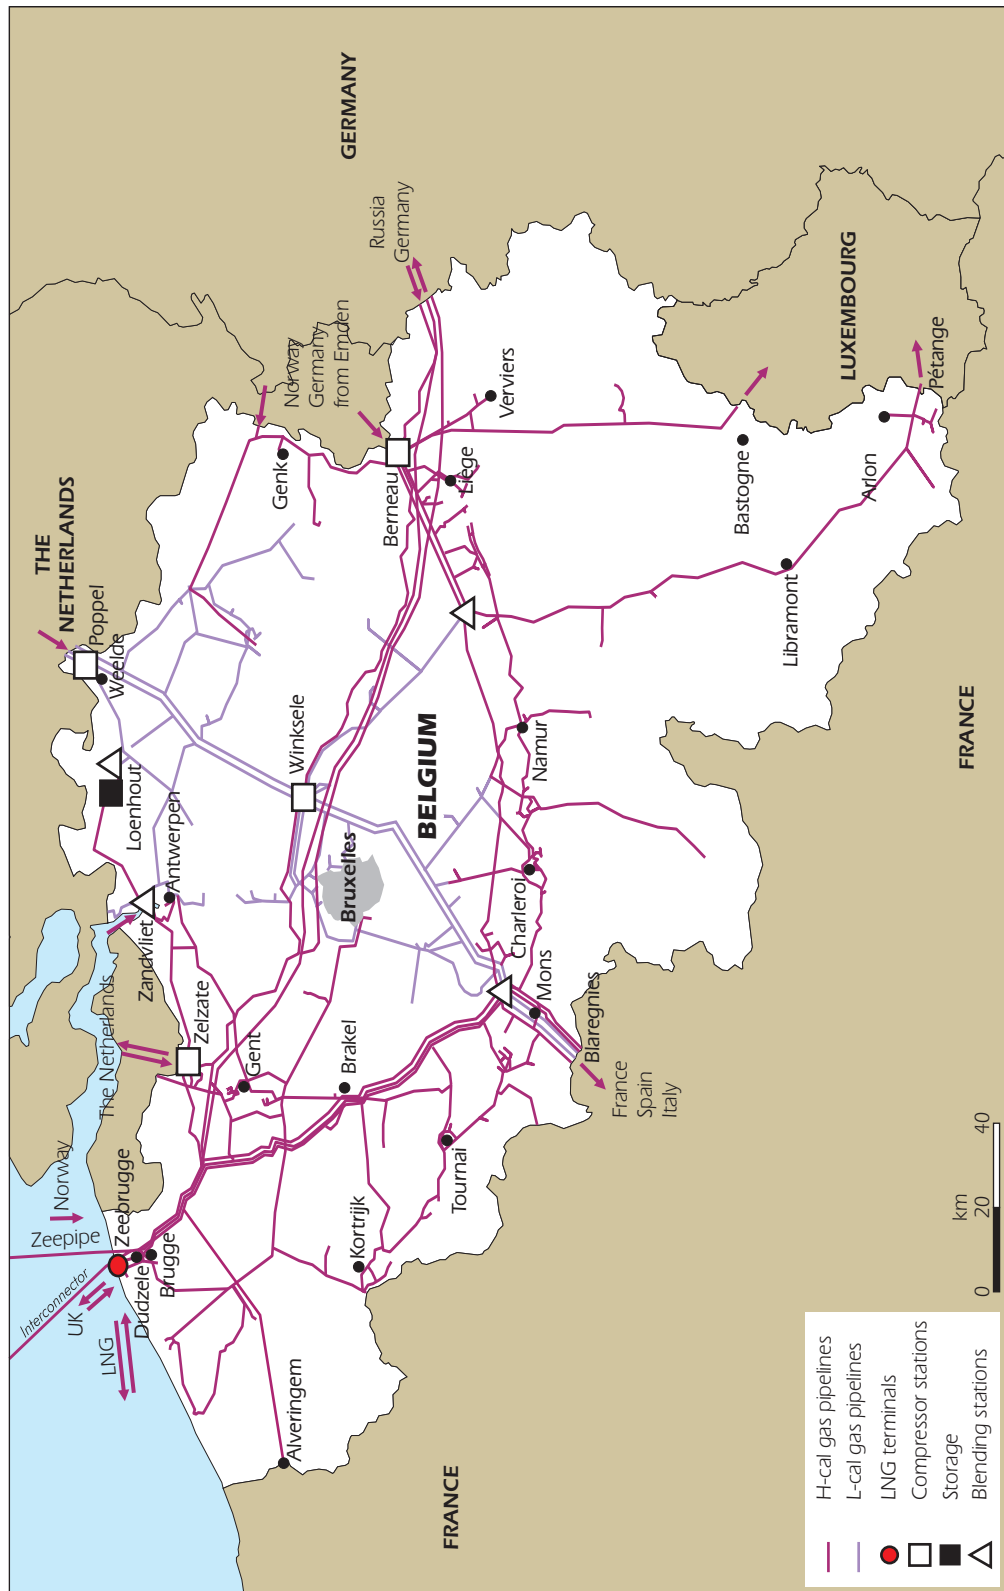 Interconnector
Zeepipe
Norway
UK
LNG
Zeebrugge
Dudzele
Brugge
Alveringem
Kortrijk
Tournai
Brakel
Gent
Zelzate
The Netherlands
Zandvliet
Antwerpen
Loenhout
Weelde
Poppel
THE
NETHERLANDS
Winksele
Bruxelles
BELGIUM
Genk
Norway
Germany
from Emden
GERMANY
Russia
Germany
Berneau
Liège
Verviers
Namur
Charleroi
Mons
Blaregnies
France
Spain
Italy
Bastogne
Libramont
Arlon
Pétange
LUXEMBOURG
FRANCE
FRANCE
H-cal gas pipelines
L-cal gas pipelines
LNG terminals
Compressor stations
Storage
Blending stations
km
0 20 40